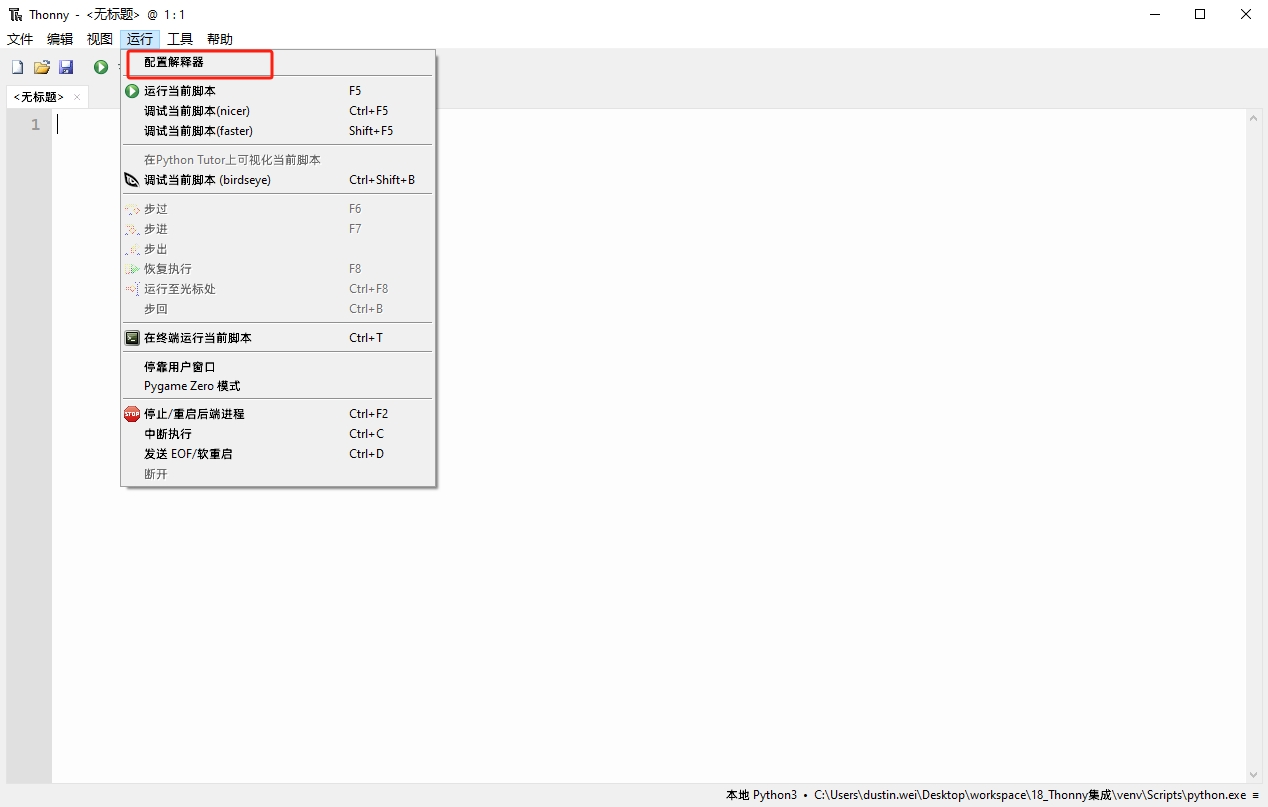 Thonny - <无标题> @ 1 : 1
文件 编辑 视图 运行 工具 帮助
配置解释器
<无标题> ×
运行当前脚本 F5
调试当前脚本(nicer) Ctrl+F5
1
调试当前脚本(faster) Shift+F5
在Python Tutor上可视化当前脚本
调试当前脚本 (birdseye) Ctrl+Shift+B
步过 F6
步进 F7
步出
恢复执行 F8
运行至光标处 Ctrl+F8
步回 Ctrl+B
在终端运行当前脚本 Ctrl+T
停靠用户窗口
Pygame Zero 模式
STOP 停止/重启后端进程 Ctrl+F2
中断执行 Ctrl+C
发送 EOF/软重启 Ctrl+D
断开
本地 Python3 • C:\Users\dustin.wei\Desktop\workspace\18_Thonny集成\venv\Scripts\python.exe ≡